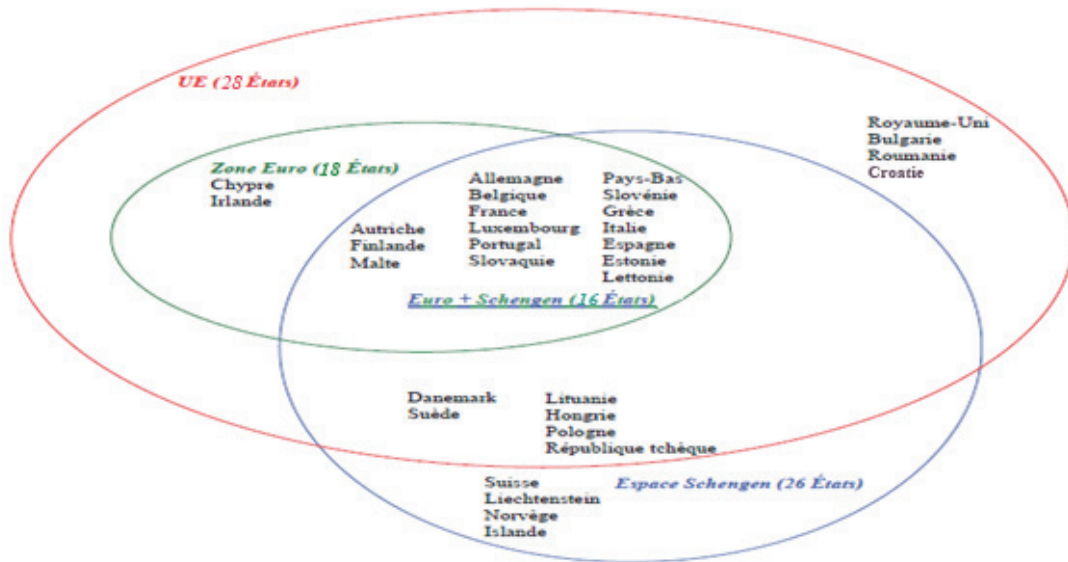 UE (28 États)
Royaume-Uni
Bulgarie
Roumanie
Croatie
Zone Euro (18 États)
Chypre
Irlande
Autriche
Finlande
Malte
Allemagne
Belgique
France
Luxembourg
Portugal
Slovaquie
Pays-Bas
Slovénie
Grèce
Italie
Espagne
Estonie
Lettonie
Euro + Schengen (16 États)
Danemark
Suède
Lituanie
Hongrie
Pologne
République tchèque
Suisse
Liechtenstein
Norvège
Islande
Espace Schengen (26 États)